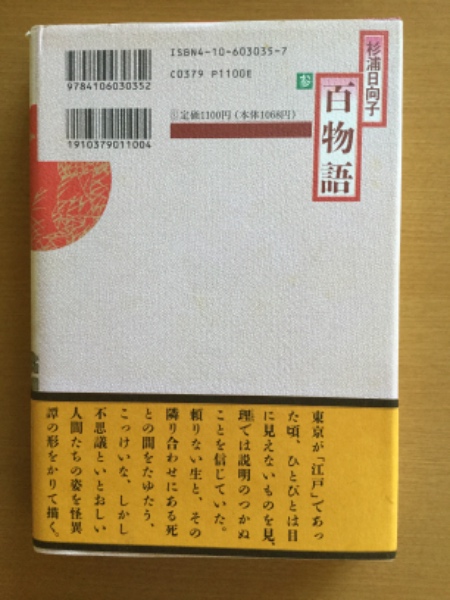 ISBN4-10-603035-7
C0379 P1100E
9784106030352
1910379011004
定価1100円(本体1068円)
杉浦日向子
百物語
参
東京が「江戸」であっ
た頃、ひとびとは目
に見えないものを見、
理では説明のつかぬ
ことを信じていた。
頼りない生と、その
隣り合わせにある死
との間をたゆたう、
こっけいな、しかし
不思議といとおしい
人間たちの姿を怪異
譚の形をかりて描く。